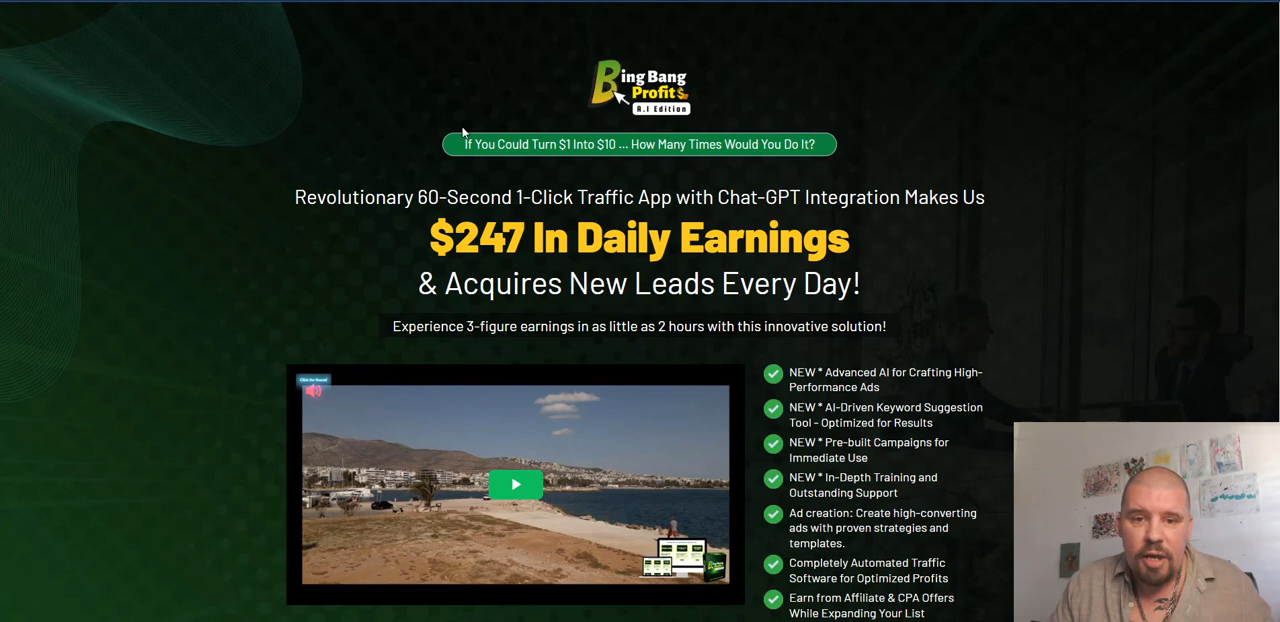 Bing Bang
Profits
A.I Edition
If You Could Turn $1 Into $10 ... How Many Times Would You Do It?
Revolutionary 60-Second 1-Click Traffic App with Chat-GPT Integration Makes Us
$247 In Daily Earnings
& Acquires New Leads Every Day!
Experience 3-figure earnings in as little as 2 hours with this innovative solution!
Click for Sound
NEW * Advanced AI for Crafting High-
Performance Ads
NEW * AI-Driven Keyword Suggestion
Tool - Optimized for Results
NEW * Pre-built Campaigns for
Immediate Use
NEW * In-Depth Training and
Outstanding Support
Ad creation: Create high-converting
ads with proven strategies and
templates.
Completely Automated Traffic
Software for Optimized Profits
Earn from Affiliate & CPA Offers
While Expanding Your List